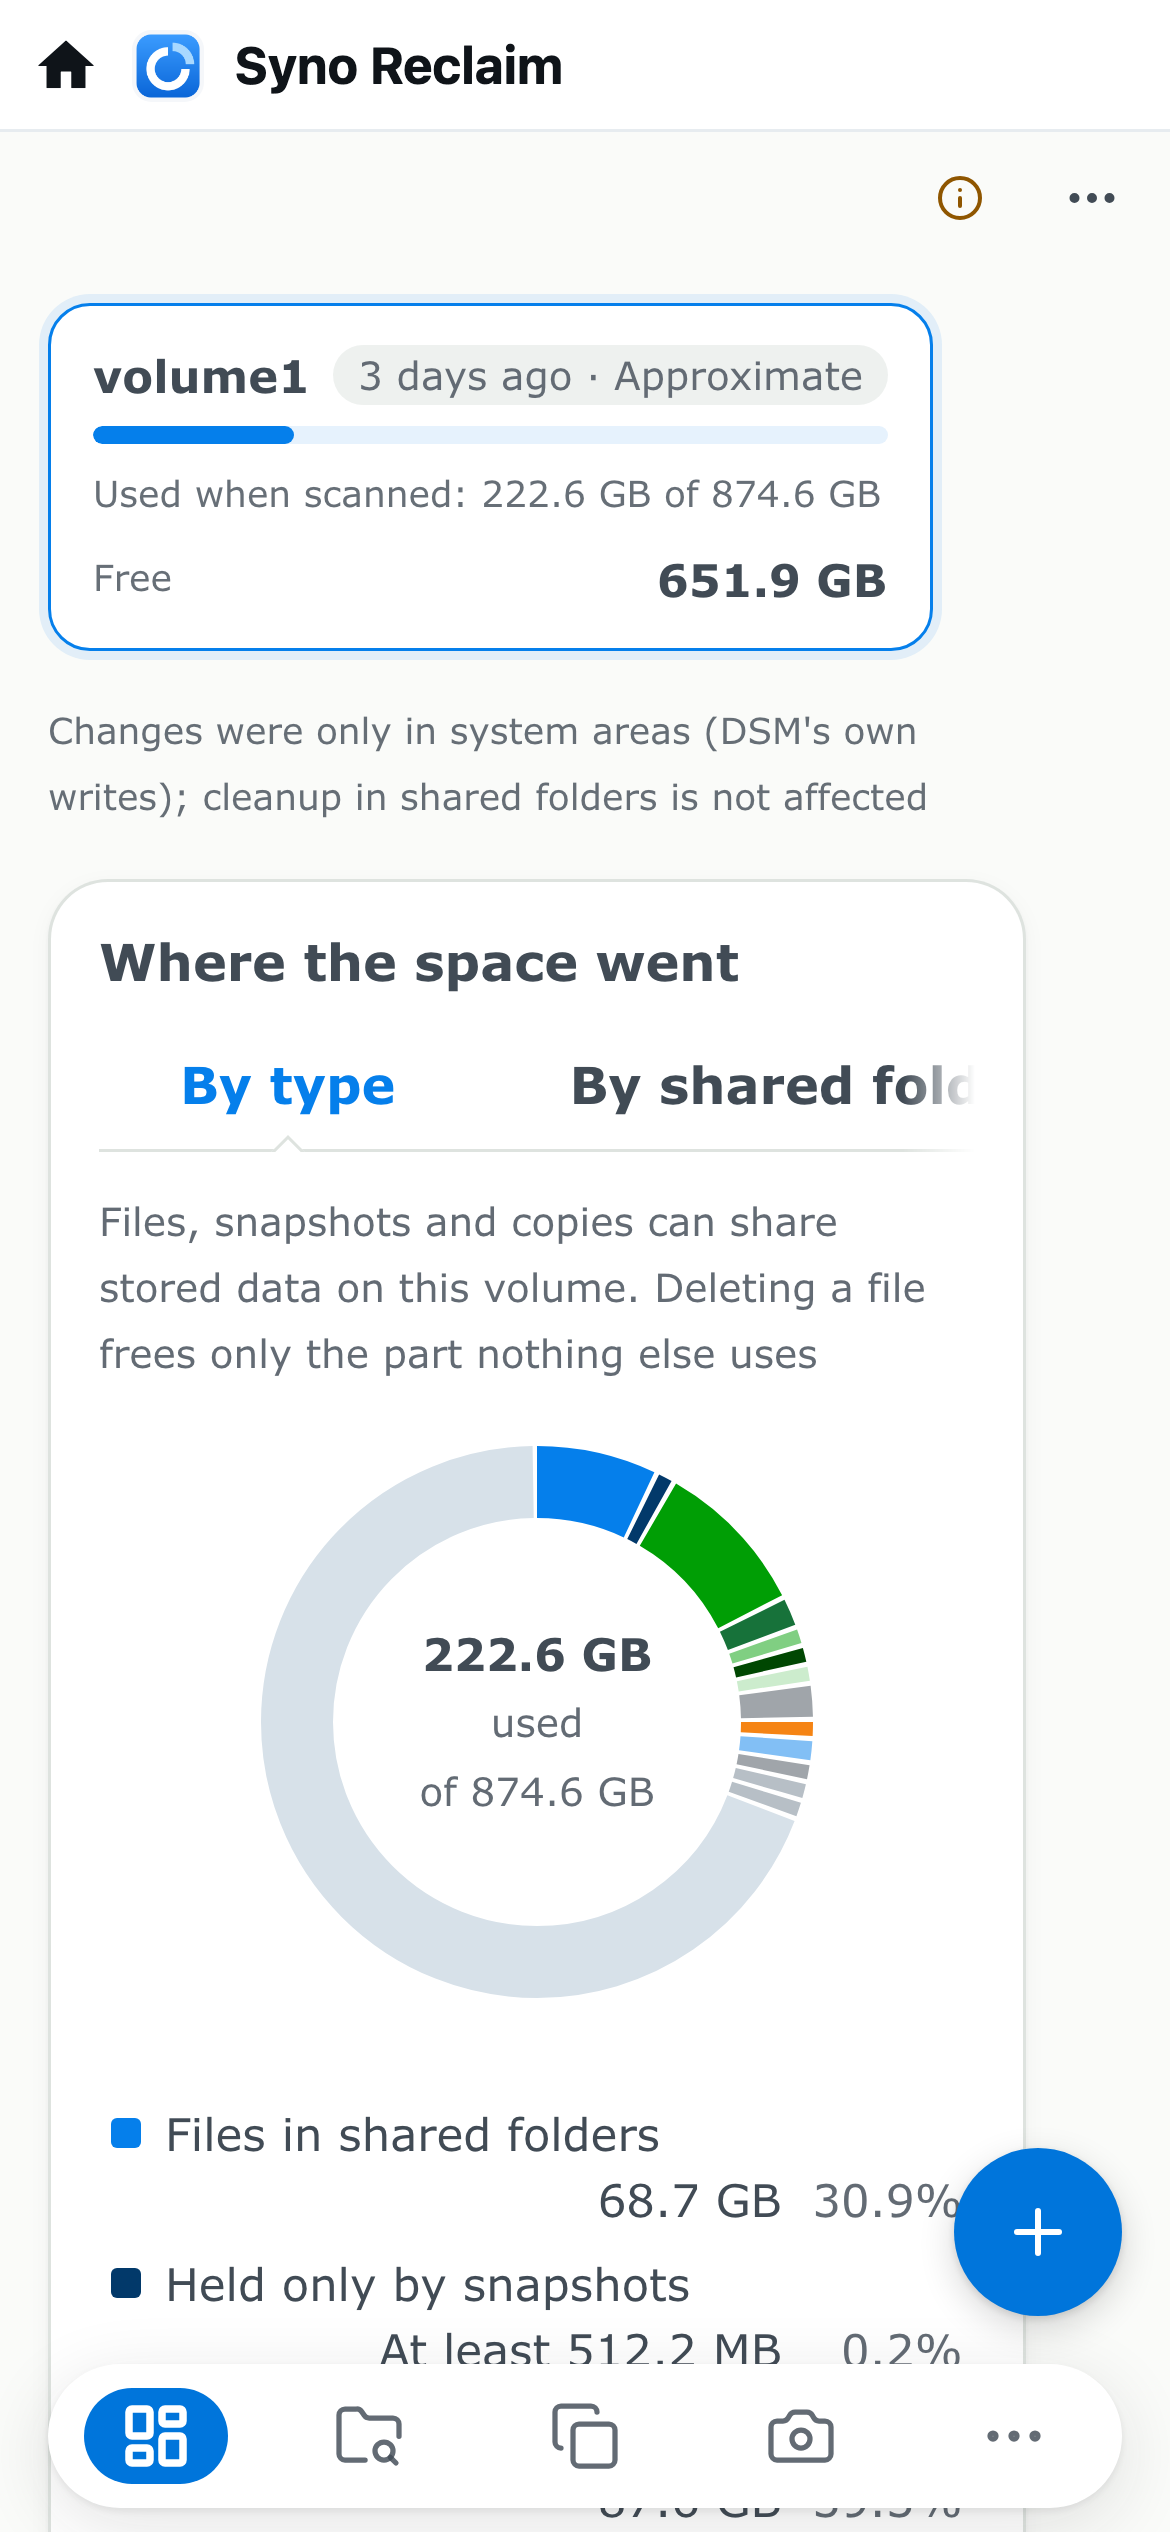 Syno Reclaim
volume1
3 days ago · Approximate
Used when scanned: 222.6 GB of 874.6 GB
Free
651.9 GB
Changes were only in system areas (DSM's own
writes); cleanup in shared folders is not affected
Where the space went
By type
By shared fold
Files, snapshots and copies can share
stored data on this volume. Deleting a file
frees only the part nothing else uses
222.6 GB
used
of 874.6 GB
Files in shared folders
68.7 GB 30.9%
Held only by snapshots
At least 512.2 MB 0.2%